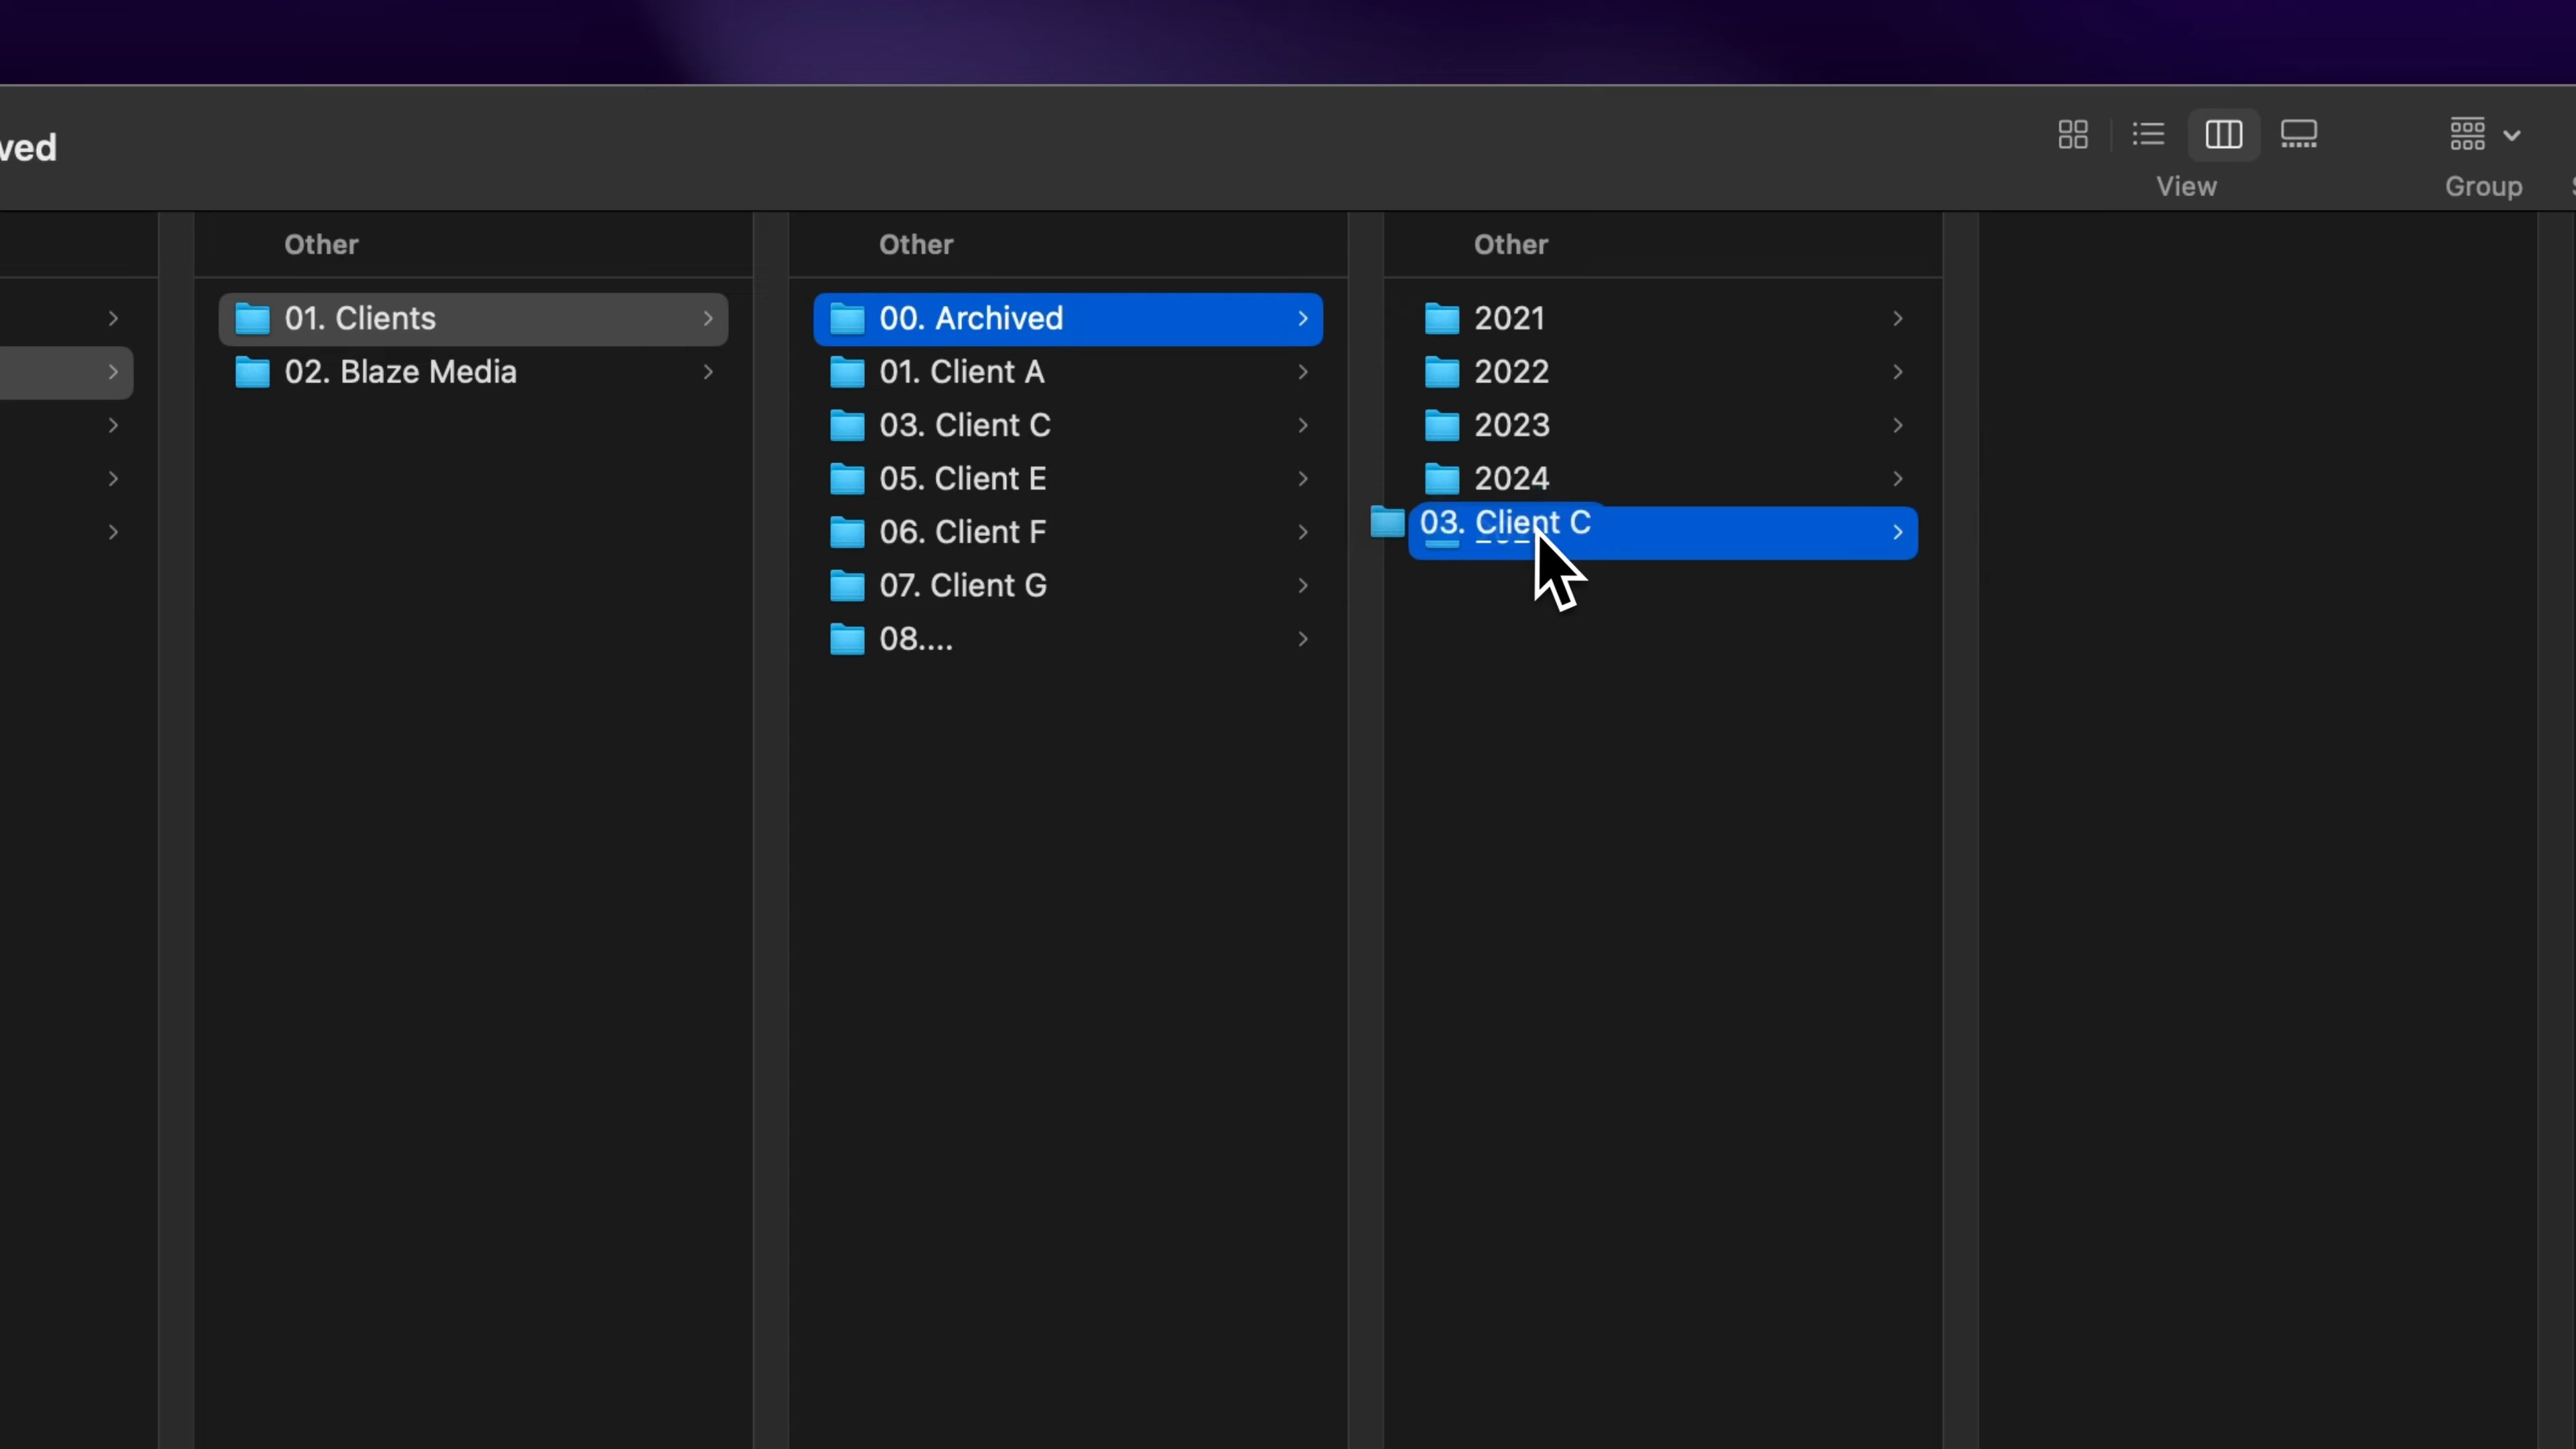 ved
View
Group
Other
01. Clients
02. Blaze Media
Other
00. Archived
01. Client A
03. Client C
05. Client E
06. Client F
07. Client G
08....
Other
2021
2022
2023
2024
03. Client C